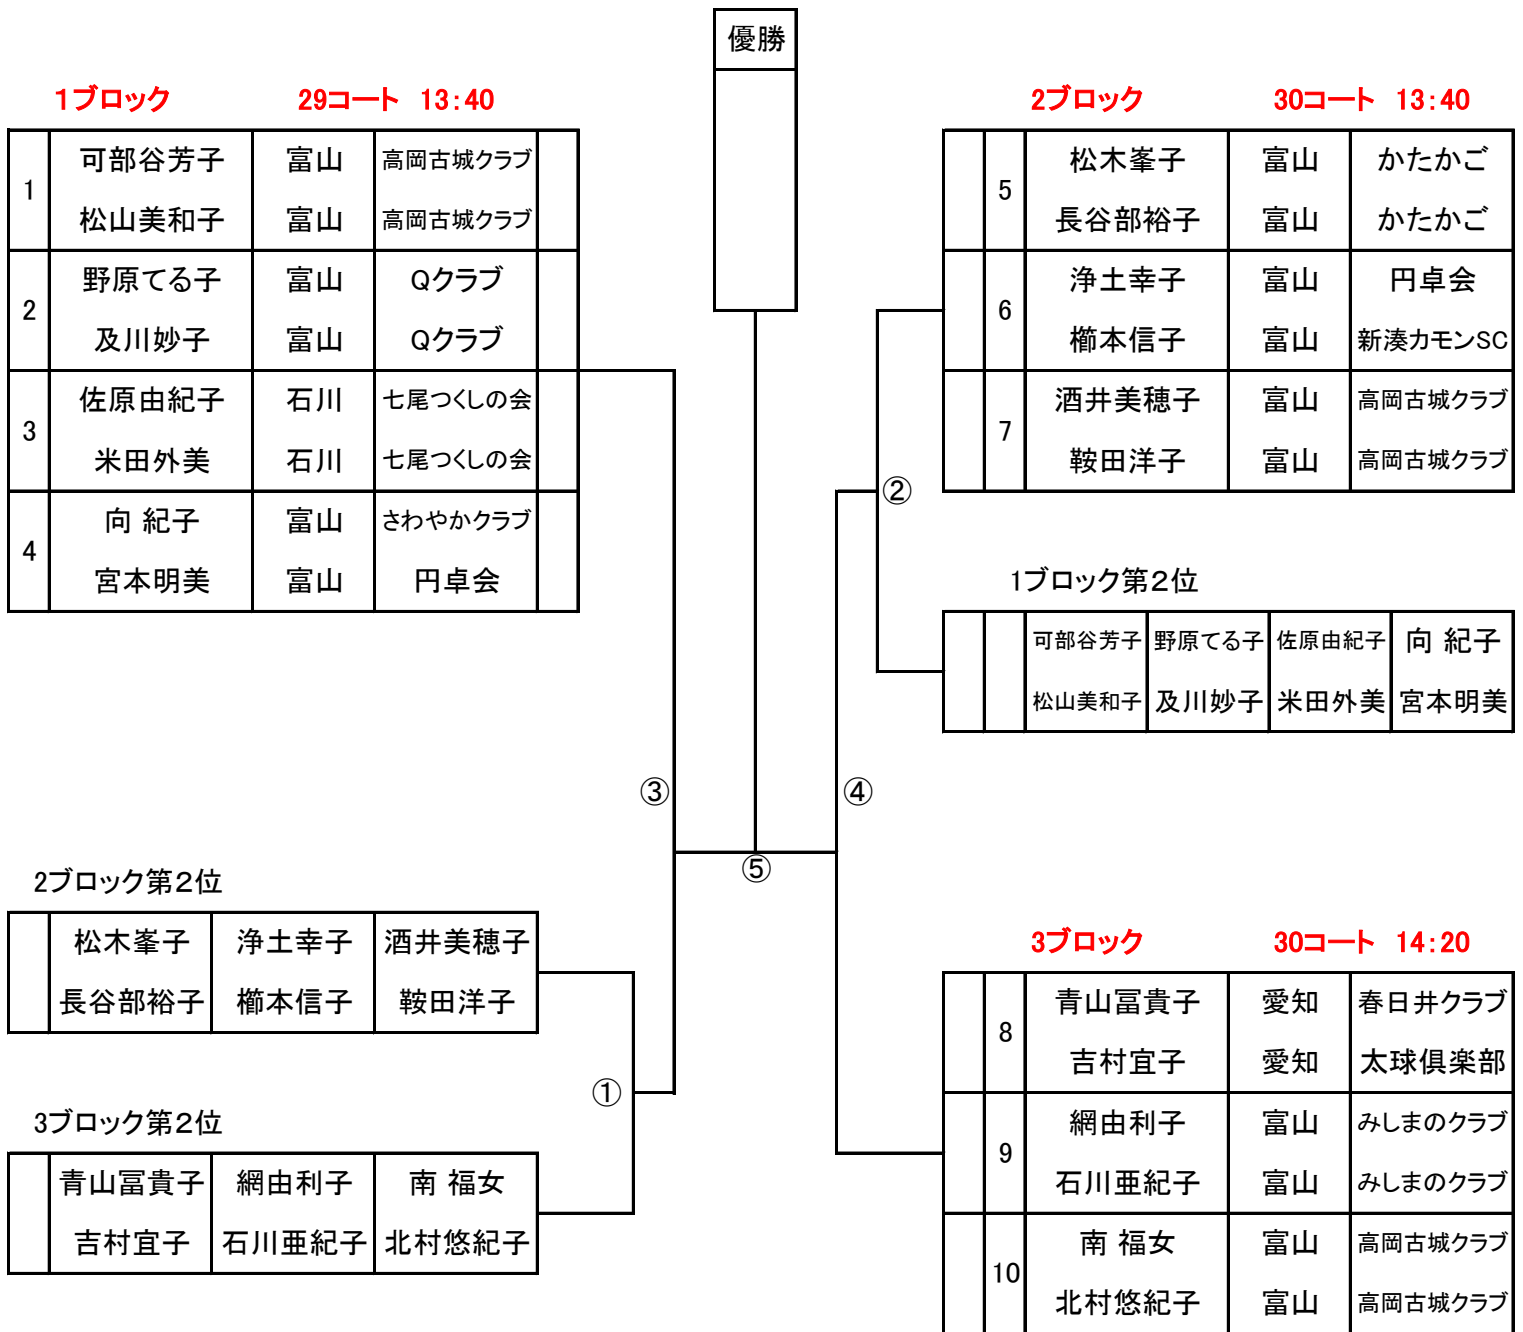 優勝
1ブロック 29コート 13:40
1 可部谷芳子 富山 高岡古城クラブ
松山美和子 富山 高岡古城クラブ
2 野原てる子 富山 Qクラブ
及川妙子 富山 Qクラブ
3 佐原由紀子 石川 七尾つくしの会
米田外美 石川 七尾つくしの会
4 向 紀子 富山 さわやかクラブ
宮本明美 富山 円卓会
2ブロック 30コート 13:40
5 松木峯子 富山 かたかご
長谷部裕子 富山 かたかご
6 浄土幸子 富山 円卓会
櫛本信子 富山 新湊カモンSC
7 酒井美穂子 富山 高岡古城クラブ
鞍田洋子 富山 高岡古城クラブ
②
1ブロック第2位
可部谷芳子 野原てる子 佐原由紀子 向 紀子
松山美和子 及川妙子 米田外美 宮本明美
③
④
⑤
2ブロック第2位
松木峯子 浄土幸子 酒井美穂子
長谷部裕子 櫛本信子 鞍田洋子
①
3ブロック第2位
青山冨貴子 網由利子 南 福女
吉村宜子 石川亜紀子 北村悠紀子
3ブロック 30コート 14:20
8 青山冨貴子 愛知 春日井クラブ
吉村宜子 愛知 太球倶楽部
9 網由利子 富山 みしまのクラブ
石川亜紀子 富山 みしまのクラブ
10 南 福女 富山 高岡古城クラブ
北村悠紀子 富山 高岡古城クラブ